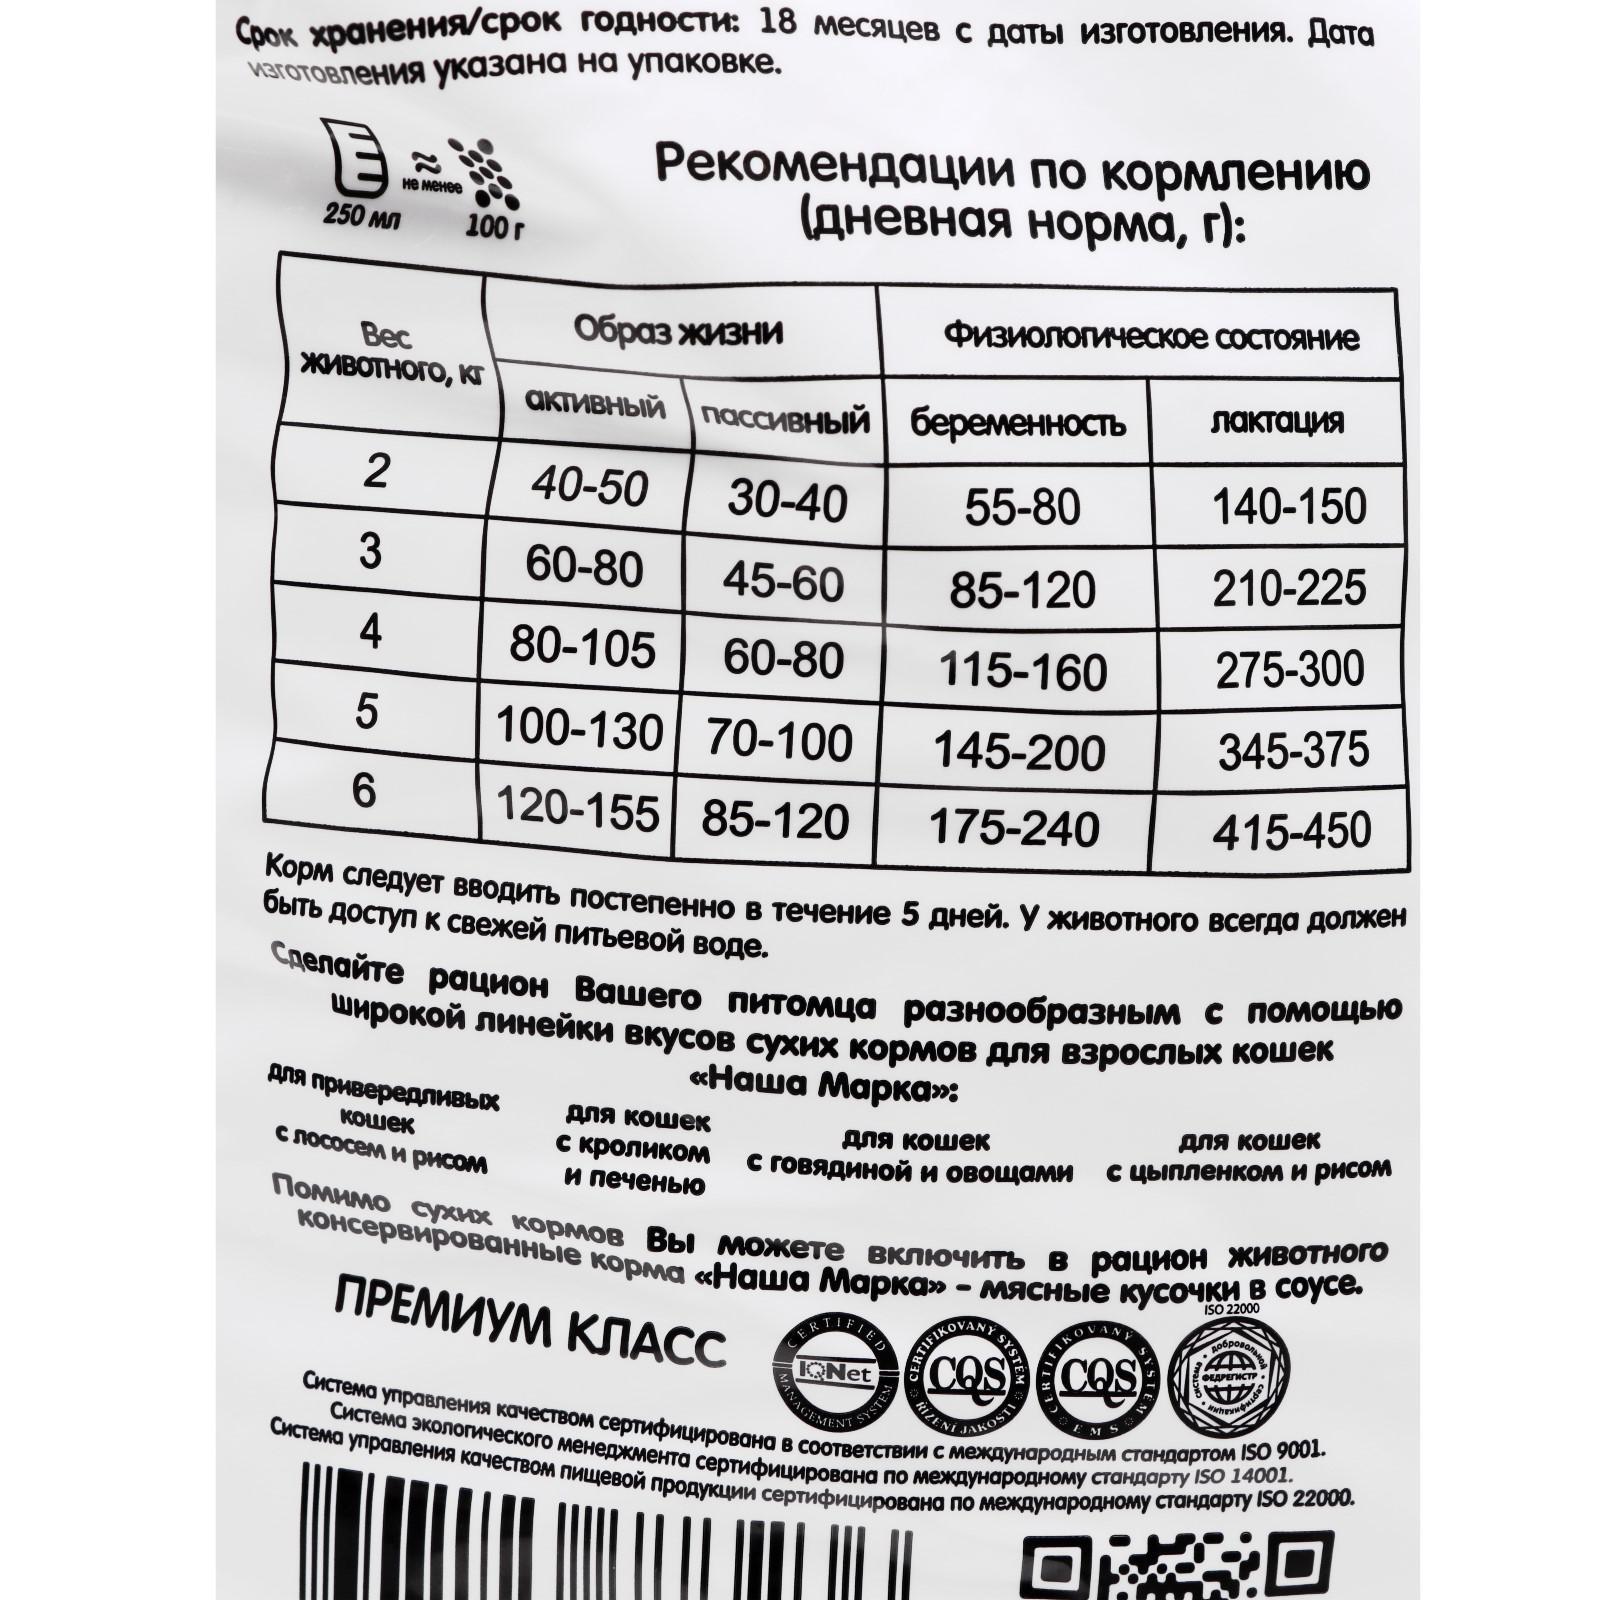 Срок хранения/срок годности: 18 месяцев с даты изготовления. Дата
изготовления указана на упаковке.
≈
не менее
250 мл 100 г
Рекомендации по кормлению
(дневная норма, г):
Вес
животного, кг
Образ жизни
Физиологическое состояние
активный пассивный беременность лактация
2 40-50 30-40 55-80 140-150
3 60-80 45-60 85-120 210-225
4 80-105 60-80 115-160 275-300
5 100-130 70-100 145-200 345-375
6 120-155 85-120 175-240 415-450
Корм следует вводить постепенно в течение 5 дней. У животного всегда должен
быть доступ к свежей питьевой воде.
Сделайте рацион Вашего питомца разнообразным с помощью
широкой линейки вкусов сухих кормов для взрослых кошек
«Наша Марка»:
для привередливых
кошек
с лососем и рисом
для кошек
с кроликом
и печенью
для кошек
с говядиной и овощами
для кошек
с цыпленком и рисом
Помимо сухих кормов Вы можете включить в рацион животного
консервированные корма «Наша Марка» – мясные кусочки в соусе.
ПРЕМИУМ КЛАСС
CERTIFIED
IQNet
MANAGEMENT SYSTEM
CERTIFIKOVANÝ SYSTÉM
CQS
ŘÍZENÍ JAKOSTI
CERTIFIKOVANÝ SYSTÉM
CQS
EMS
ISO 22000
добровольной
ФЕДРЕГИСТР
система
сертификации
Система управления качеством сертифицирована в соответствии с международным стандартом ISO 9001.
Система экологического менеджмента сертифицирована по международному стандарту ISO 14001.
Система управления качеством пищевой продукции сертифицирована по международному стандарту ISO 22000.